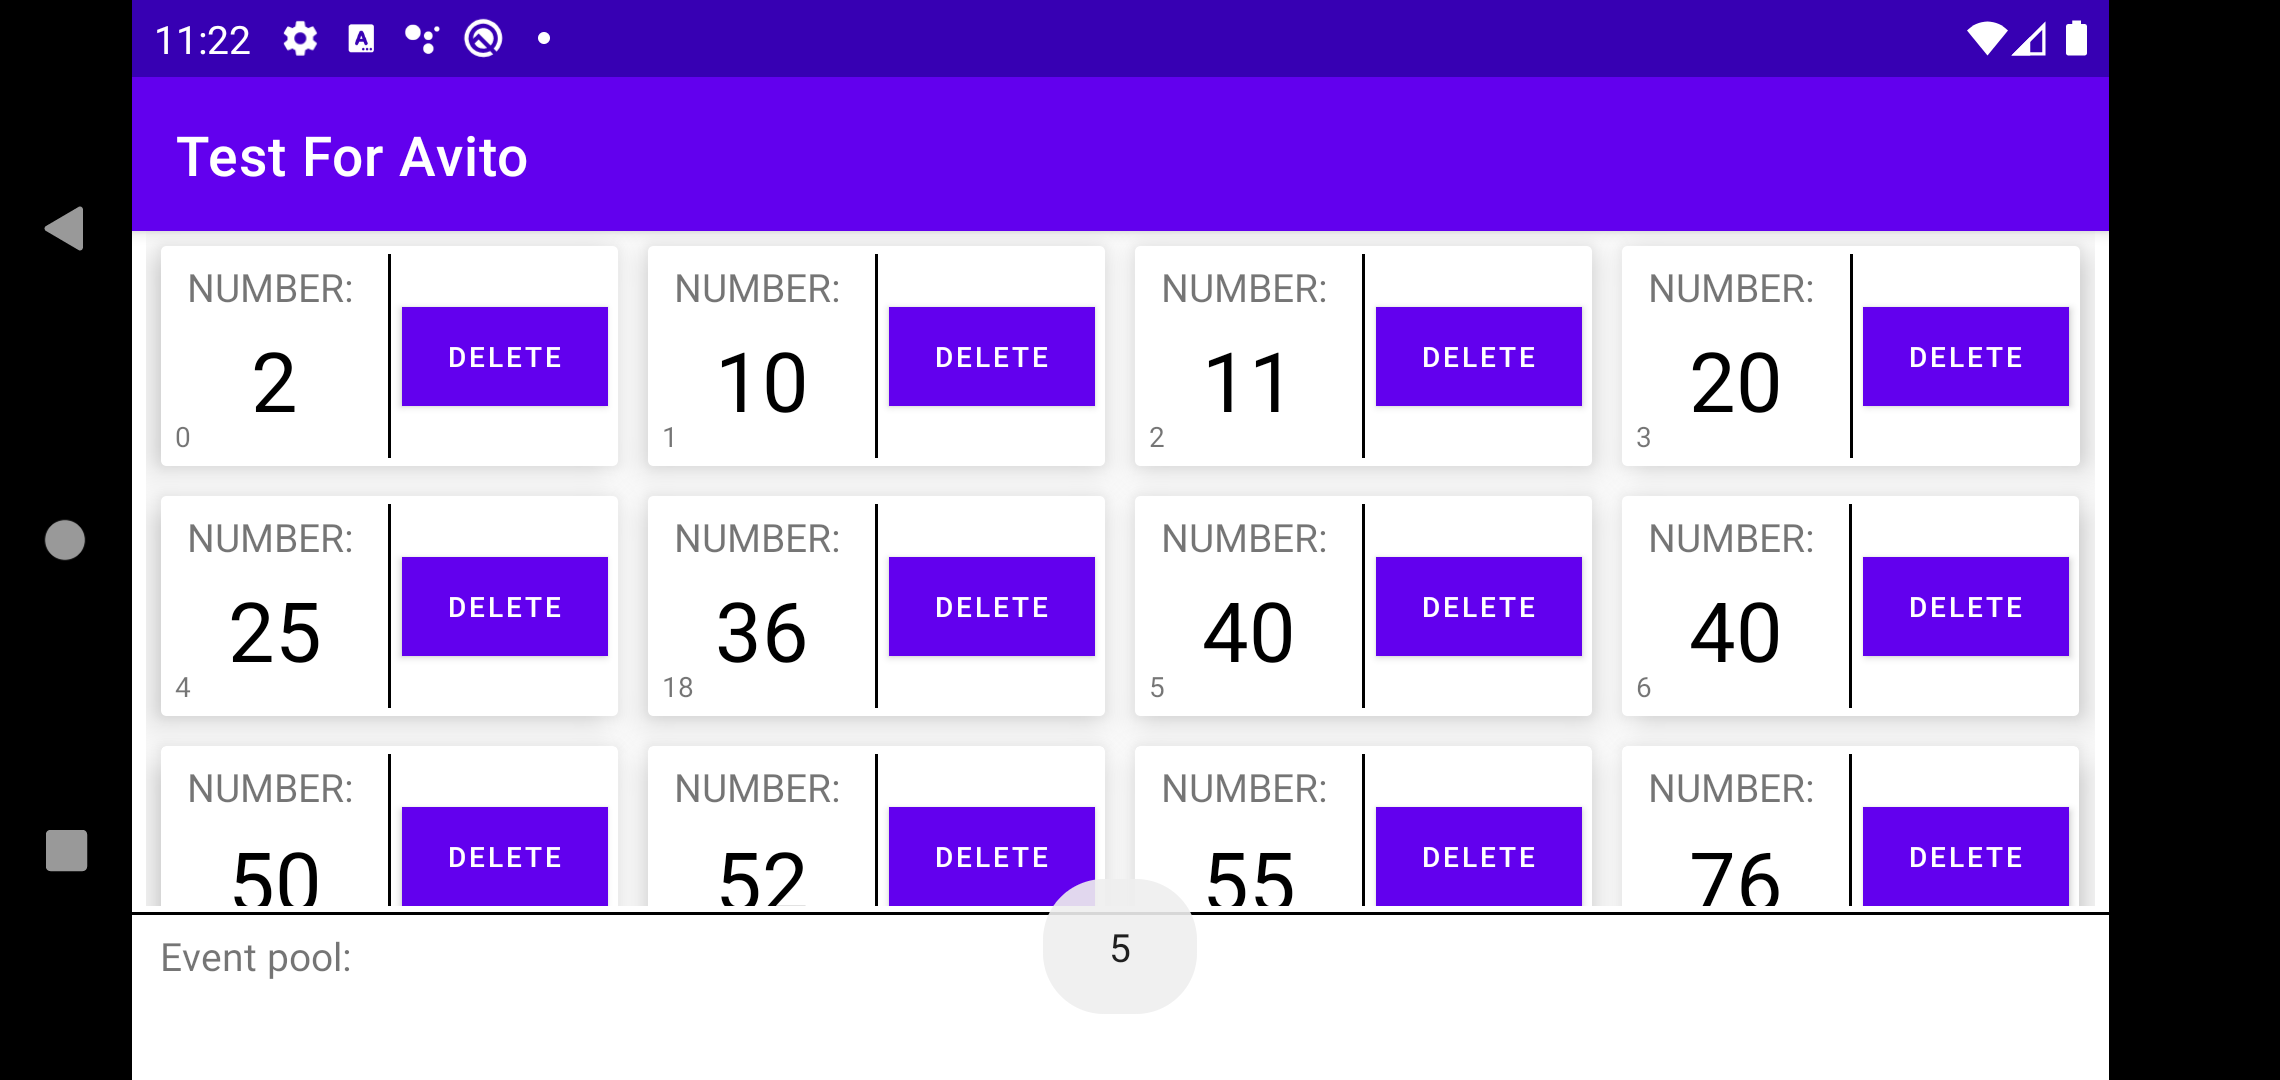 11:22
Test For Avito
NUMBER: NUMBER: NUMBER: NUMBER:
DELETE DELETE DELETE DELETE
2 10 11 20
0 1 2 3
NUMBER: NUMBER: NUMBER: NUMBER:
DELETE DELETE DELETE DELETE
25 36 40 40
4 18 5 6
NUMBER: NUMBER: NUMBER: NUMBER:
DELETE DELETE DELETE DELETE
50 52 55 76
Event pool:
5